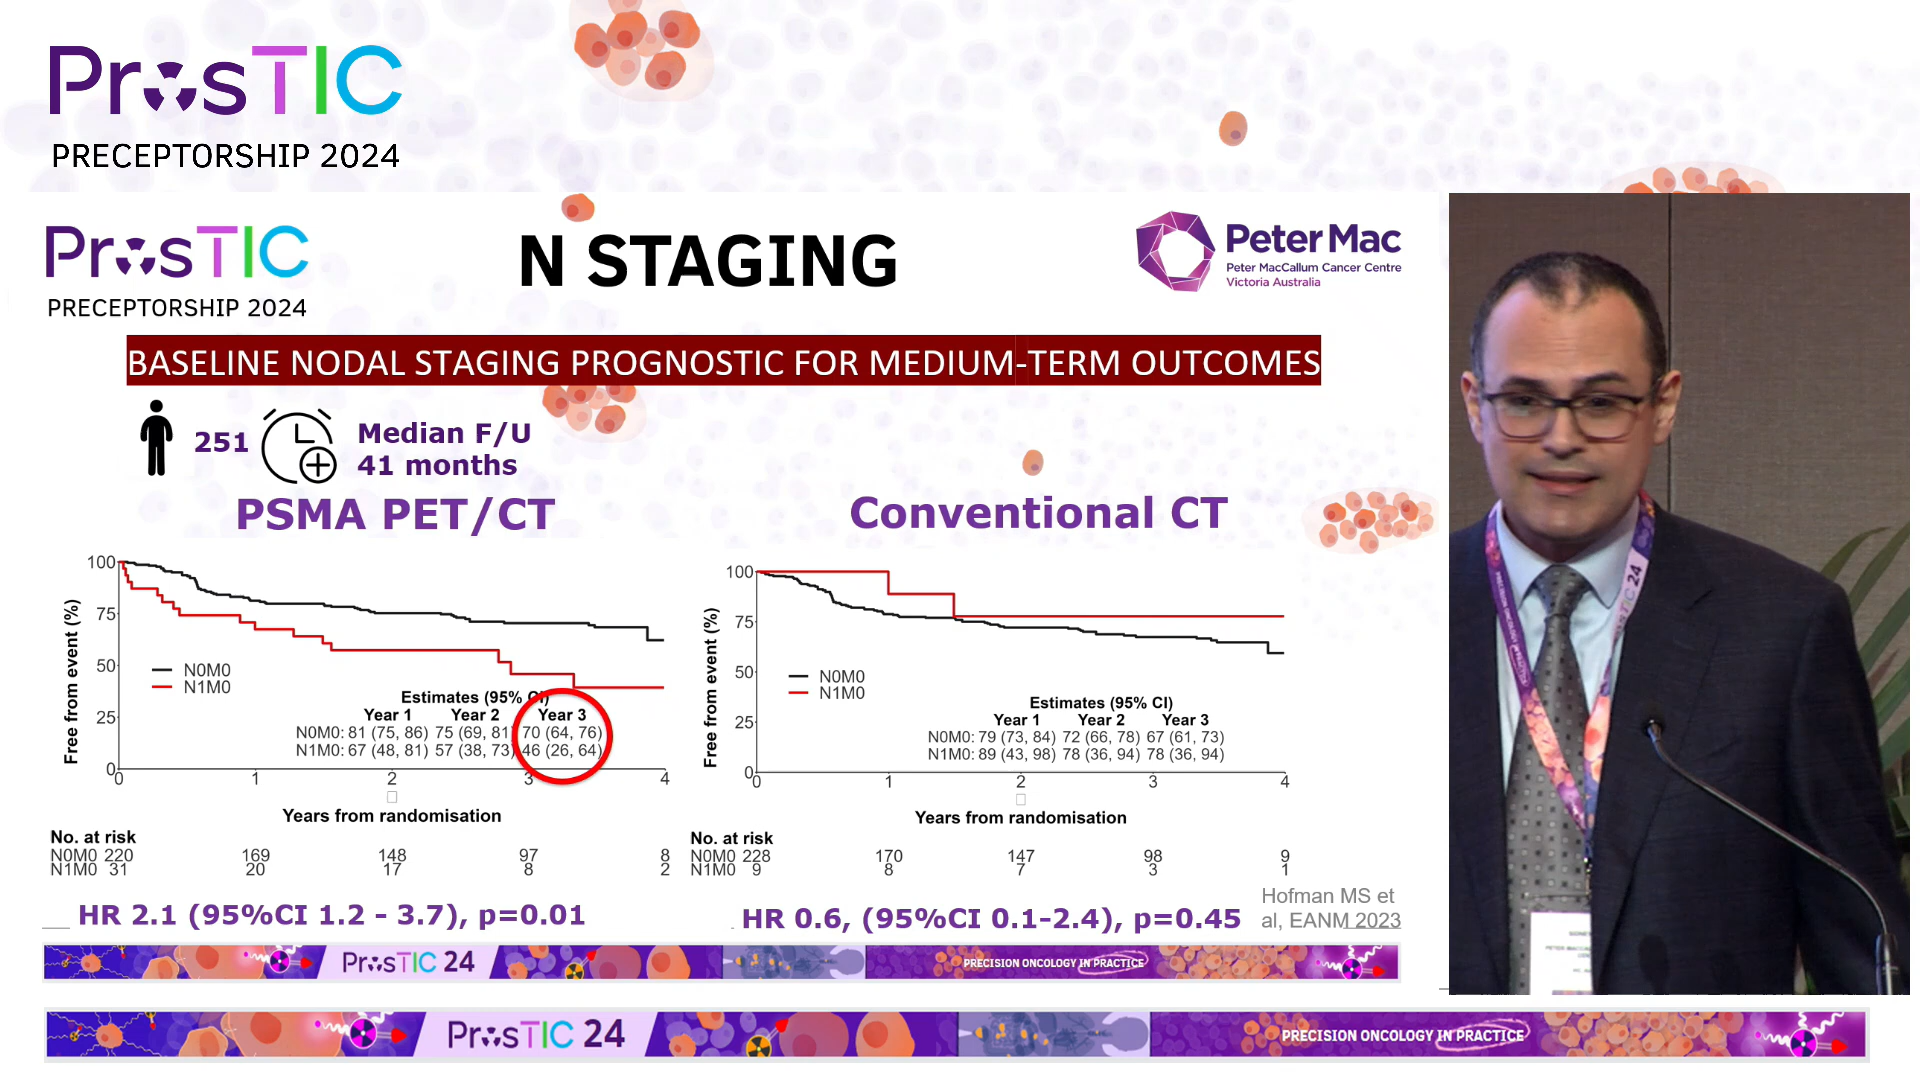 ProsTIC
PRECEPTORSHIP 2024
ProsTIC
PRECEPTORSHIP 2024
N STAGING
Peter Mac
Peter MacCallum Cancer Centre
Victoria Australia
BASELINE NODAL STAGING PROGNOSTIC FOR MEDIUM-TERM OUTCOMES
251
Median F/U
41 months
PSMA PET/CT
Free from event (%)
100
75
50
25
0
N0M0
N1M0
Estimates (95% CI)
Year 1 Year 2 Year 3
N0M0: 81 (75, 86) 75 (69, 81) 70 (64, 76)
N1M0: 67 (48, 81) 57 (38, 73) 46 (26, 64)
0 1 2 3 4
Years from randomisation
No. at risk
N0M0 220 169 148 97 8
N1M0 31 20 17 8 2
HR 2.1 (95%CI 1.2 - 3.7), p=0.01
Conventional CT
Free from event (%)
100
75
50
25
0
N0M0
N1M0
Estimates (95% CI)
Year 1 Year 2 Year 3
N0M0: 79 (73, 84) 72 (66, 78) 67 (61, 73)
N1M0: 89 (43, 98) 78 (36, 94) 78 (36, 94)
0 1 2 3 4
Years from randomisation
No. at risk
N0M0 228 170 147 98 9
N1M0 9 8 7 3 1
HR 0.6, (95%CI 0.1-2.4), p=0.45
Hofman MS et
al, EANM 2023
ProsTIC 24
PRECISION ONCOLOGY IN PRACTICE
ProsTIC 24
PRECISION ONCOLOGY IN PRACTICE